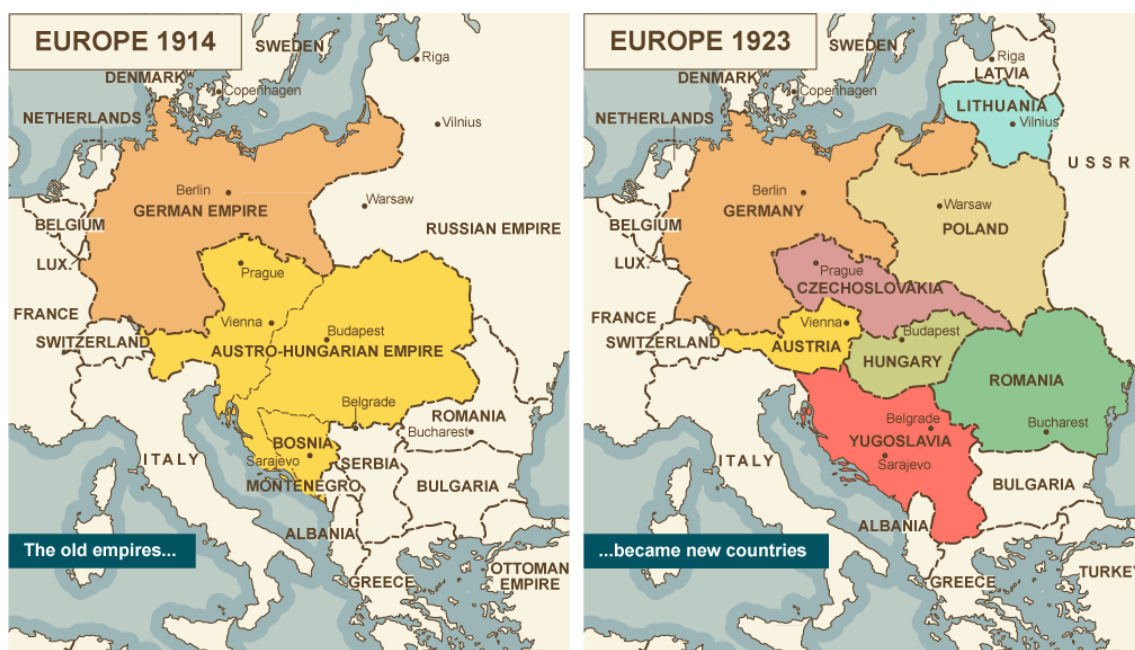 EUROPE 1914
SWEDEN
Riga
DENMARK
Copenhagen
NETHERLANDS
Vilnius
Berlin
GERMAN EMPIRE
Warsaw
BELGIUM
RUSSIAN EMPIRE
LUX.
Prague
FRANCE
Vienna
SWITZERLAND
Budapest
AUSTRO-HUNGARIAN EMPIRE
Belgrade
ROMANIA
Bucharest
BOSNIA
ITALY
Sarajevo
SERBIA
MONTENEGRO
BULGARIA
ALBANIA
The old empires...
OTTOMAN
EMPIRE
GREECE
EUROPE 1923
SWEDEN
Riga
LATVIA
DENMARK
Copenhagen
LITHUANIA
NETHERLANDS
Vilnius
USSR
Berlin
GERMANY
Warsaw
POLAND
BELGIUM
LUX.
Prague
CZECHOSLOVAKIA
FRANCE
Vienna
Budapest
SWITZERLAND
AUSTRIA
HUNGARY
ROMANIA
Belgrade
Bucharest
YUGOSLAVIA
ITALY
Sarajevo
BULGARIA
ALBANIA
...became new countries
TURKEY
GREECE